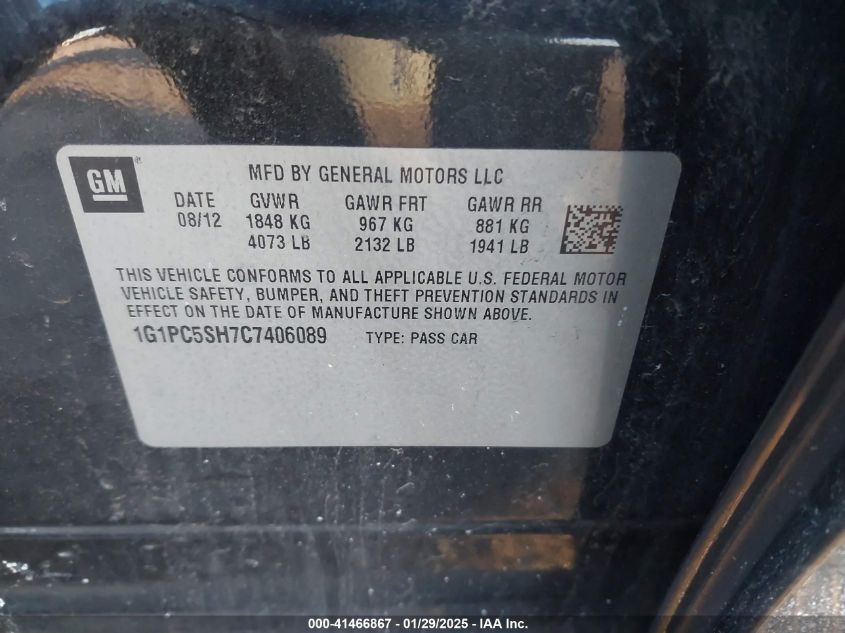 GM ®
MFD BY GENERAL MOTORS LLC
DATE GVWR GAWR FRT GAWR RR
08/12 1848 KG 967 KG 881 KG
4073 LB 2132 LB 1941 LB
THIS VEHICLE CONFORMS TO ALL APPLICABLE U.S. FEDERAL MOTOR
VEHICLE SAFETY, BUMPER, AND THEFT PREVENTION STANDARDS IN
EFFECT ON THE DATE OF MANUFACTURE SHOWN ABOVE.
1G1PC5SH7C7406089 TYPE: PASS CAR
000-41466867 - 01/29/2025 - IAA Inc.